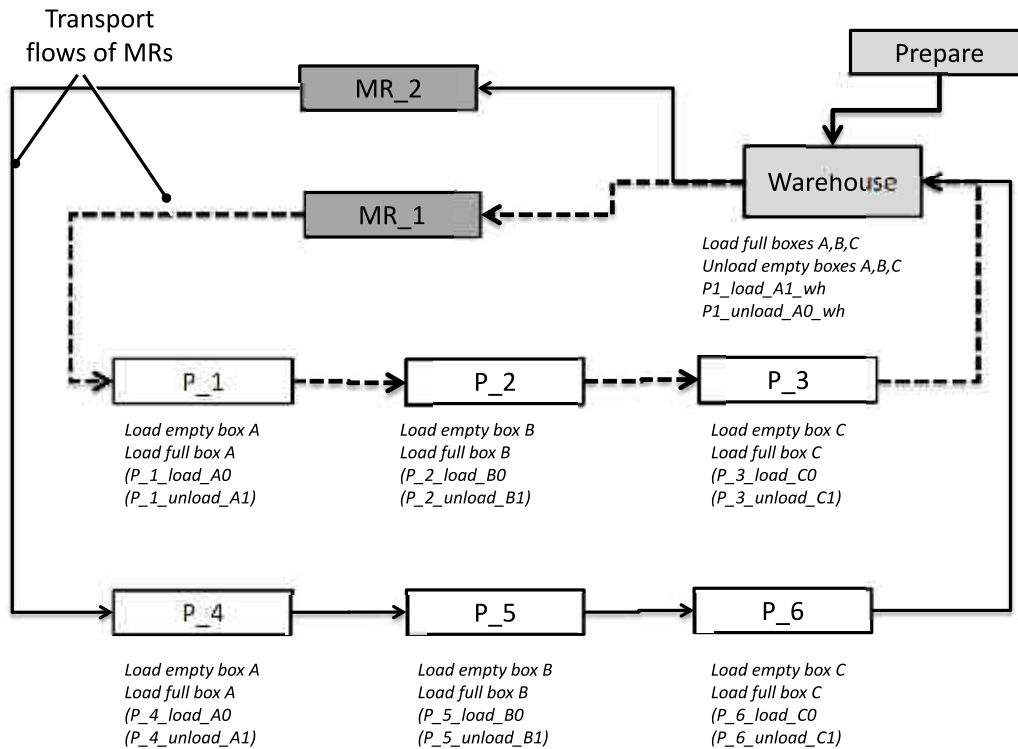 Transport
flows of MRs
Prepare
MR_2
Warehouse
MR_1
Load full boxes A,B,C
Unload empty boxes A,B,C
P1_load_A1_wh
P1_unload_A0_wh
P_1
P_2
P_3
Load empty box A
Load full box A
(P_1_load_A0
(P_1_unload_A1)
Load empty box B
Load full box B
(P_2_load_B0
(P_2_unload_B1)
Load empty box C
Load full box C
(P_3_load_C0
(P_3_unload_C1)
P_4
P_5
P_6
Load empty box A
Load full box A
(P_4_load_A0
(P_4_unload_A1)
Load empty box B
Load full box B
(P_5_load_B0
(P_5_unload_B1)
Load empty box C
Load full box C
(P_6_load_C0
(P_6_unload_C1)